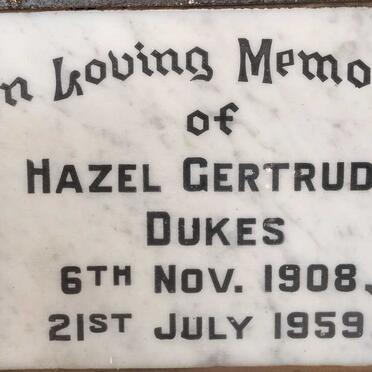 n Loving Memo
of
HAZEL GERTRUD
DUKES
6TH NOV. 1908,
21ST JULY 1959